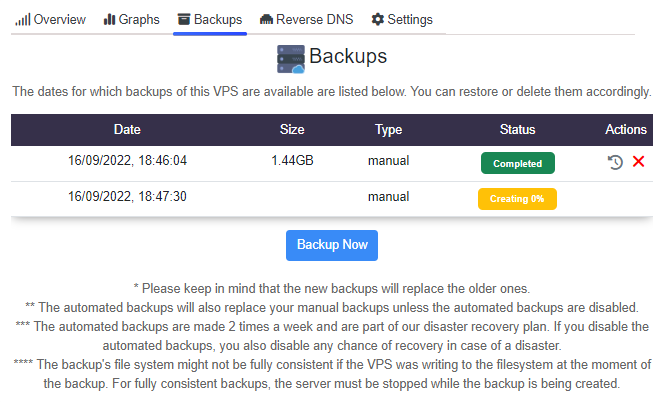 Overview Graphs Backups Reverse DNS Settings
Backups
The dates for which backups of this VPS are available are listed below. You can restore or delete them accordingly.
Date Size Type Status Actions
16/09/2022, 18:46:04 1.44GB manual Completed
16/09/2022, 18:47:30 manual Creating 0%
Backup Now
* Please keep in mind that the new backups will replace the older ones.
** The automated backups will also replace your manual backups unless the automated backups are disabled.
*** The automated backups are made 2 times a week and are part of our disaster recovery plan. If you disable the
automated backups, you also disable any chance of recovery in case of a disaster.
**** The backup's file system might not be fully consistent if the VPS was writing to the filesystem at the moment of
the backup. For fully consistent backups, the server must be stopped while the backup is being created.